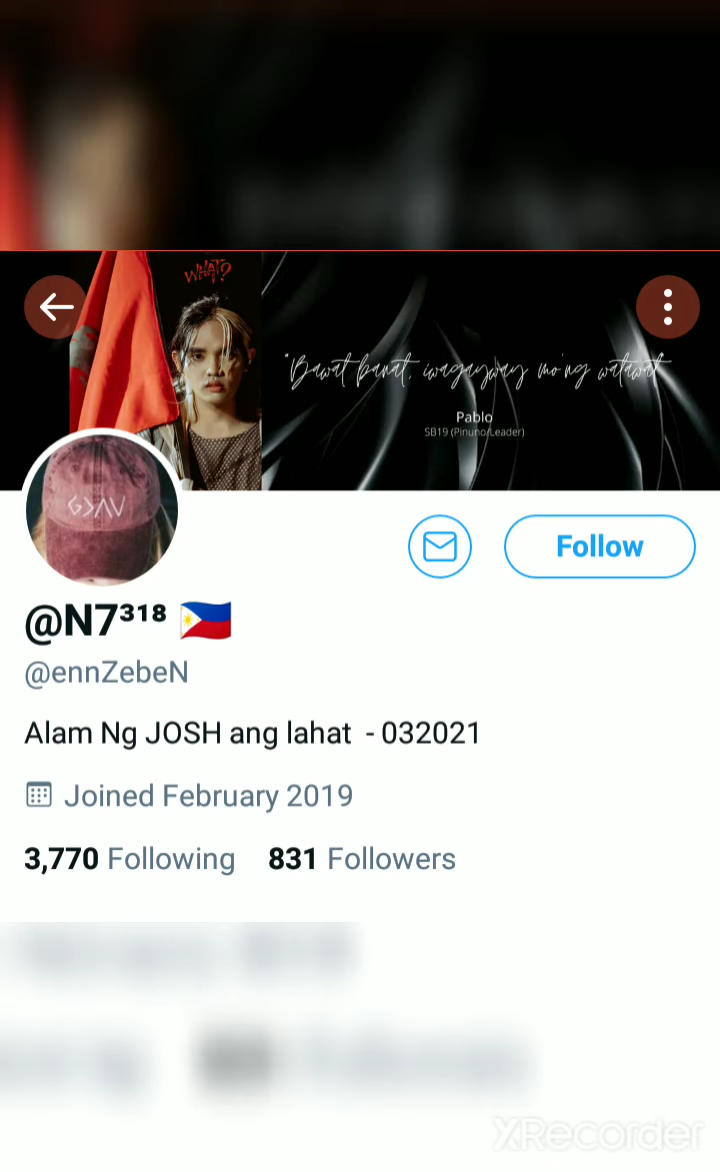 WHAT?
"Bawat banat, iwagayway mo'ng watawat
Pablo
SB19 (Pinuno/Leader)
G>ΛV
Follow
@N7³¹⁸ 🇵🇭
@ennZebeN
Alam Ng JOSH ang lahat - 032021
Joined February 2019
3,770 Following 831 Followers
XRecorder